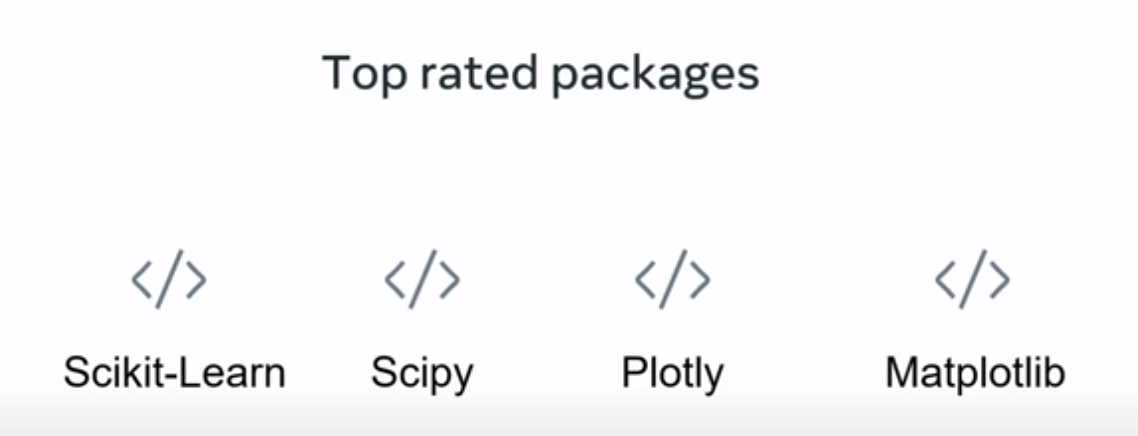 Top rated packages
</>
</>
</>
</>
Scikit-Learn
Scipy
Plotly
Matplotlib